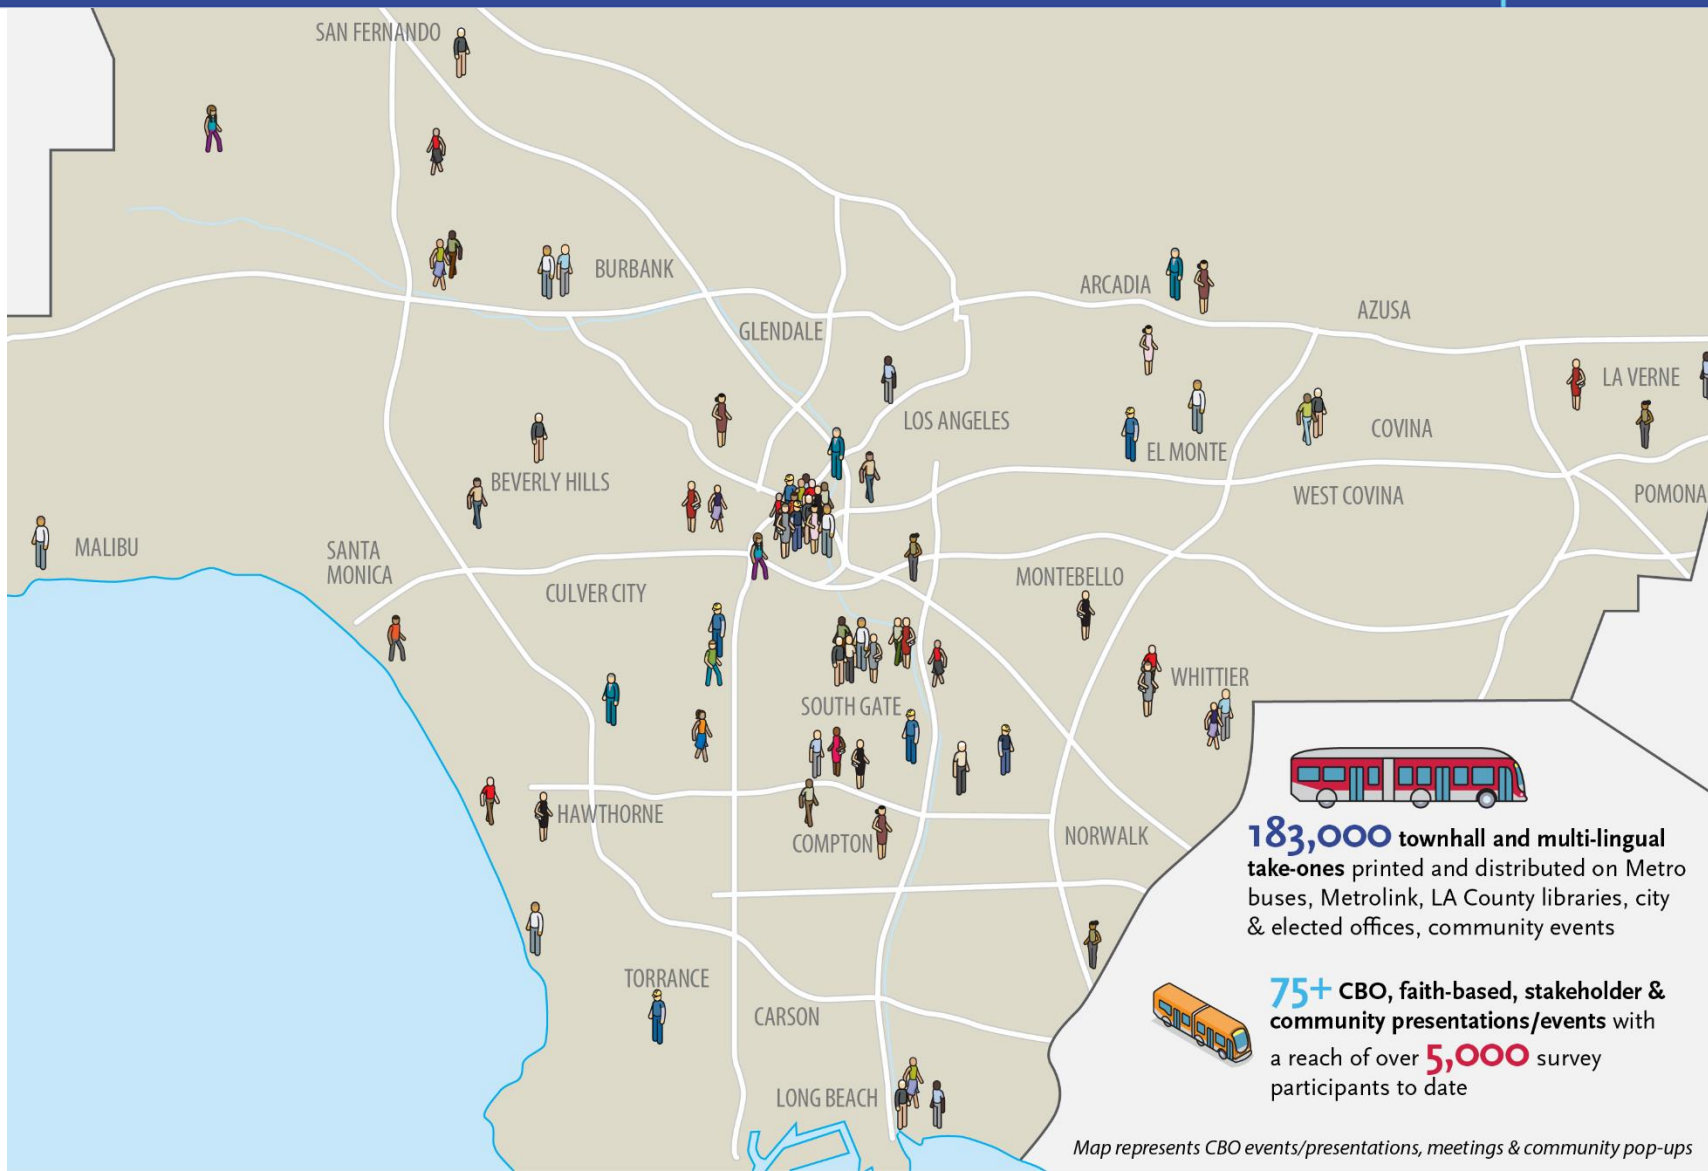 SAN FERNANDO
BURBANK
ARCADIA
AZUSA
GLENDALE
LA VERNE
LOS ANGELES
COVINA
EL MONTE
BEVERLY HILLS
WEST COVINA
POMONA
MALIBU
SANTA
MONICA
CULVER CITY
MONTEBELLO
WHITTIER
SOUTH GATE
HAWTHORNE
COMPTON
NORWALK
TORRANCE
CARSON
LONG BEACH
183,000 townhall and multi-lingual
take-ones printed and distributed on Metro
buses, Metrolink, LA County libraries, city
& elected offices, community events
75+ CBO, faith-based, stakeholder &
community presentations/events with
a reach of over 5,000 survey
participants to date
Map represents CBO events/presentations, meetings & community pop-ups